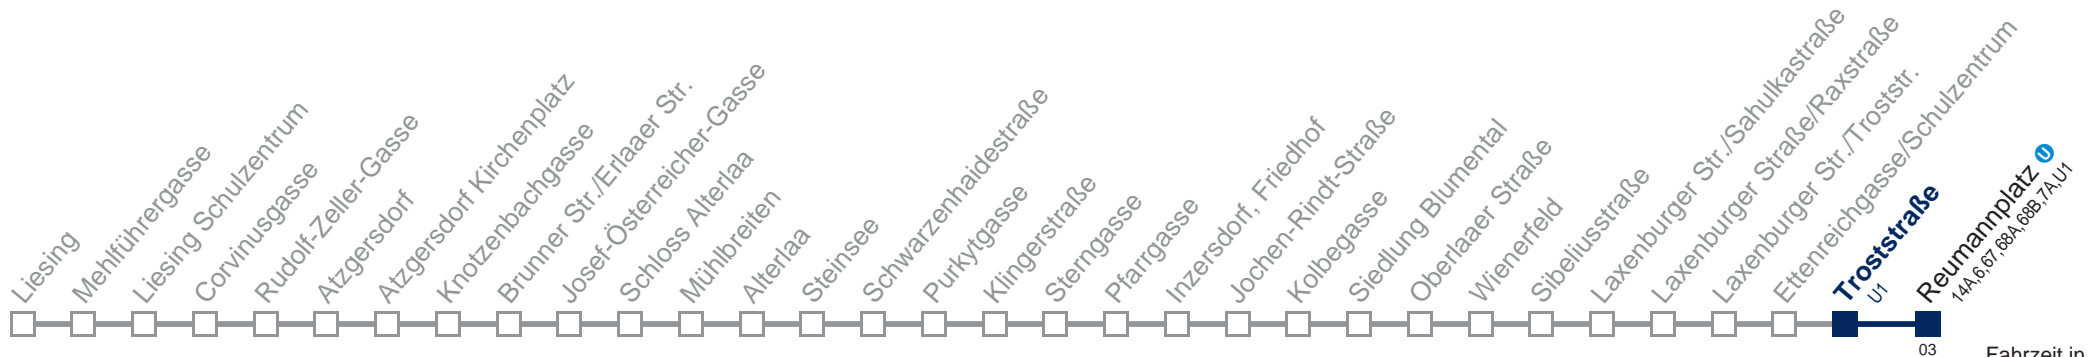 Liesing
Mehlführergasse
Liesing Schulzentrum
Corvinusgasse
Rudolf-Zeller-Gasse
Atzgersdorf
Atzgersdorf Kirchenplatz
Knotzenbachgasse
Brunner Str./Erlaaer Str.
Josef-Österreicher-Gasse
Schloss Alterlaa
Mühlbreiten
Alterlaa
Steinsee
Schwarzenhaidestraße
Purkytgasse
Klingerstraße
Sterngasse
Pfarrgasse
Inzersdorf, Friedhof
Jochen-Rindt-Straße
Kolbegasse
Siedlung Blumental
Oberlaaer Straße
Wienerfeld
Sibeliusstraße
Laxenburger Str./Sahulkastraße
Laxenburger Straße/Raxstraße
Laxenburger Str./Troststr.
Ettenreichgasse/Schulzentrum
Troststraße
U1
Reumannplatz U
14A,6,67,68A,68B,7A,U1
03
Fahrzeit in